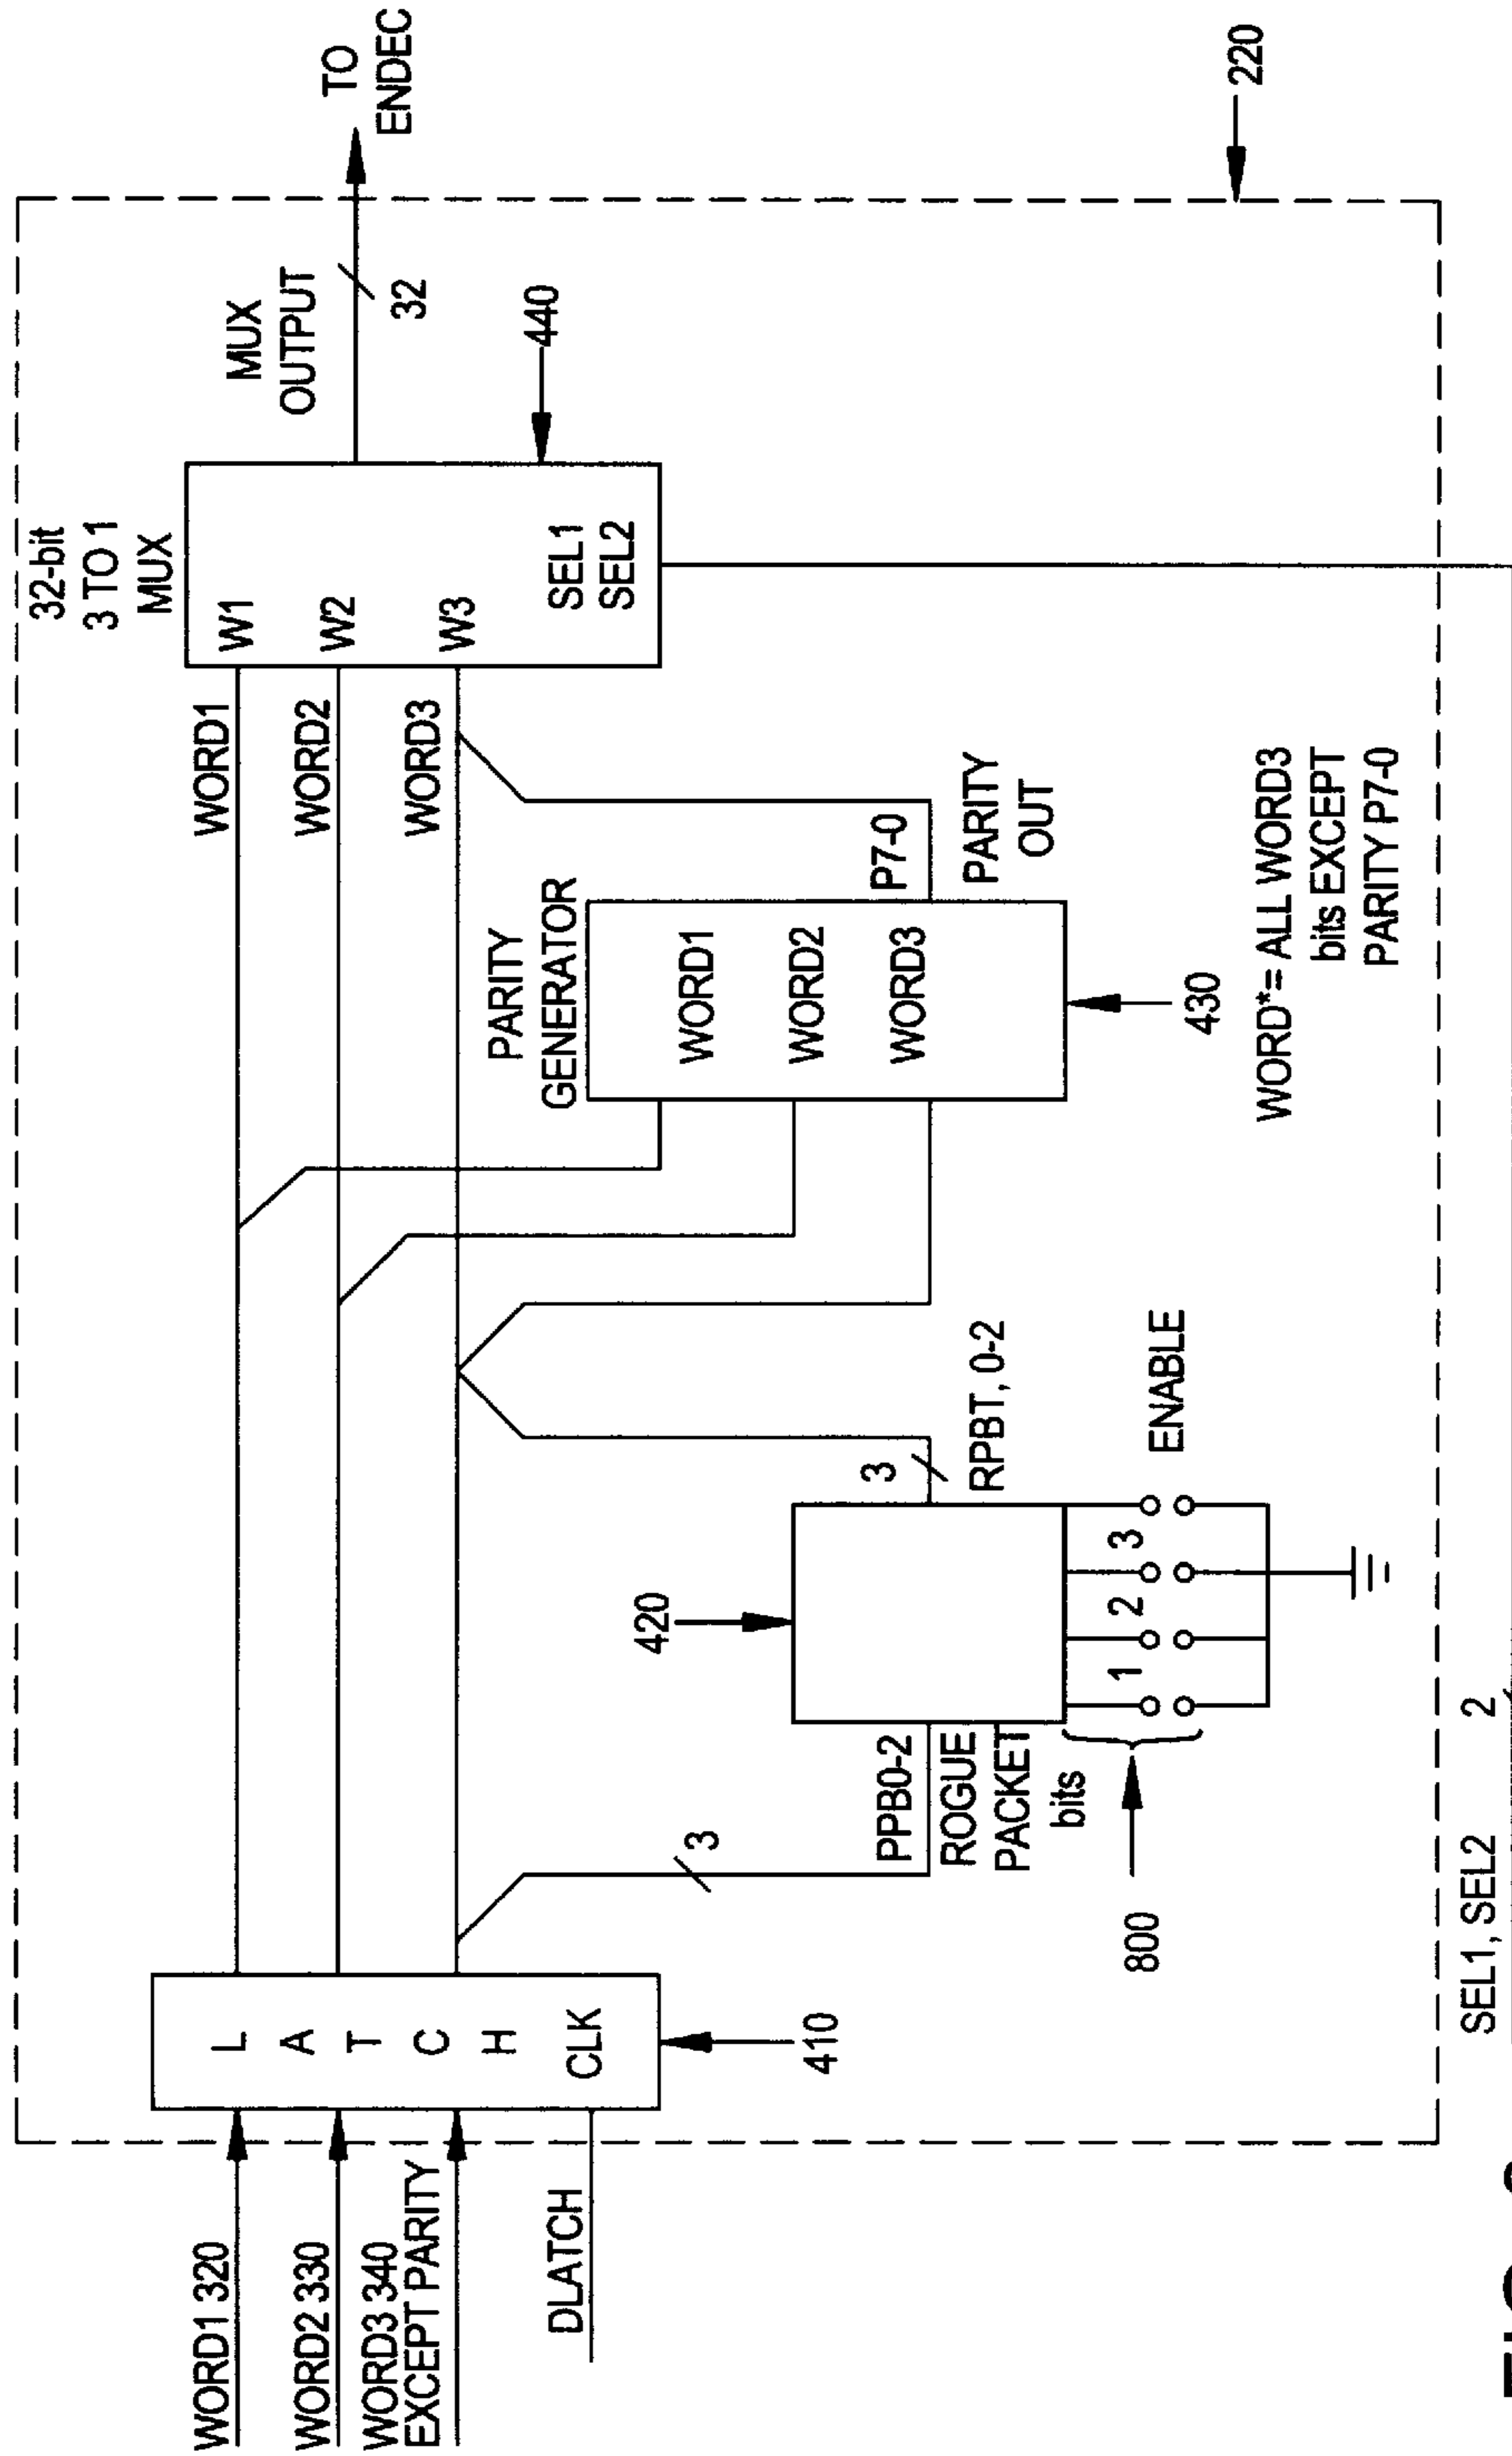 32-bit
3 TO 1
MUX
MUX
OUTPUT
TO
ENDEC
32
WORD1 320
WORD2 330
WORD3 340
EXCEPT PARITY
DLATCH
L
A
T
C
H
CLK
410
WORD1
WORD2
WORD3
W1
W2
W3
SEL1
SEL2
440
3
PPB0-2
ROGUE
PACKET
bits
420
3
RPBT, 0-2
800
1
2
3
ENABLE
PARITY
GENERATOR
WORD1
WORD2
WORD3
P7-0
PARITY
OUT
430
WORD*= ALL WORD3
bits EXCEPT
PARITY P7-0
220
SEL1, SEL2
2